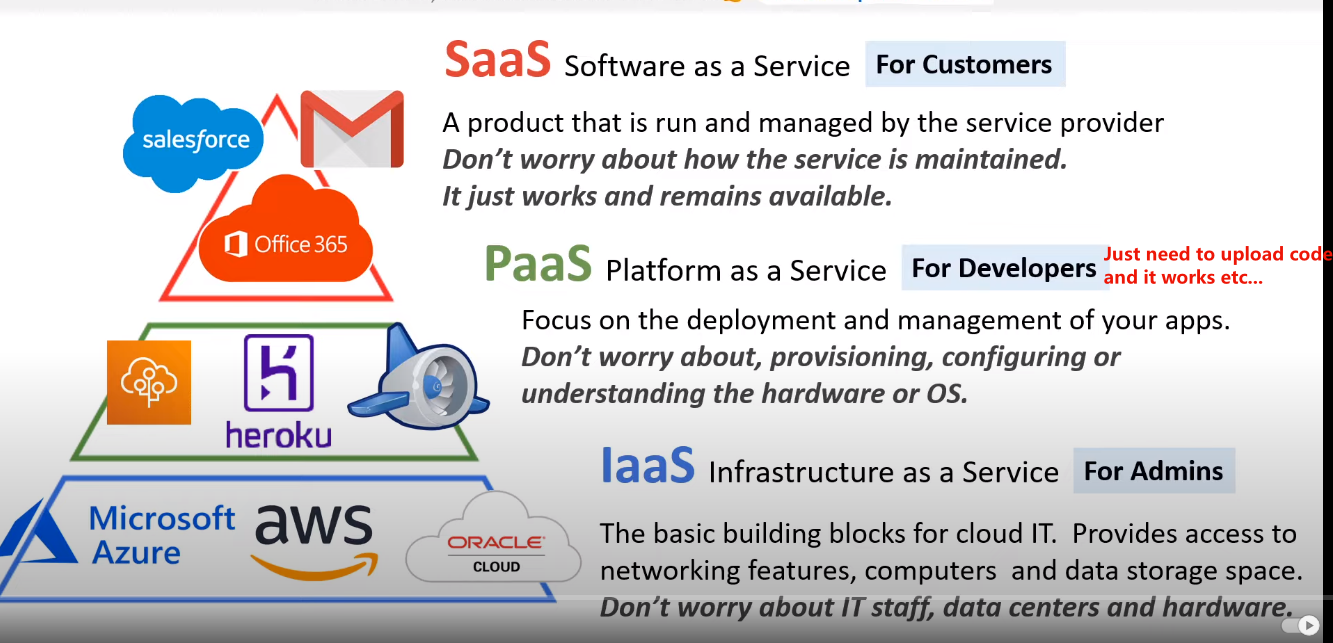 SaaS Software as a Service For Customers
salesforce
A product that is run and managed by the service provider
Don't worry about how the service is maintained.
It just works and remains available.
Office 365
PaaS Platform as a Service For Developers
Just need to upload code
and it works etc...
Focus on the deployment and management of your apps.
Don't worry about, provisioning, configuring or
understanding the hardware or OS.
heroku
IaaS Infrastructure as a Service For Admins
Microsoft
Azure
aws
ORACLE
CLOUD
The basic building blocks for cloud IT.  Provides access to
networking features, computers  and data storage space.
Don't worry about IT staff, data centers and hardware.